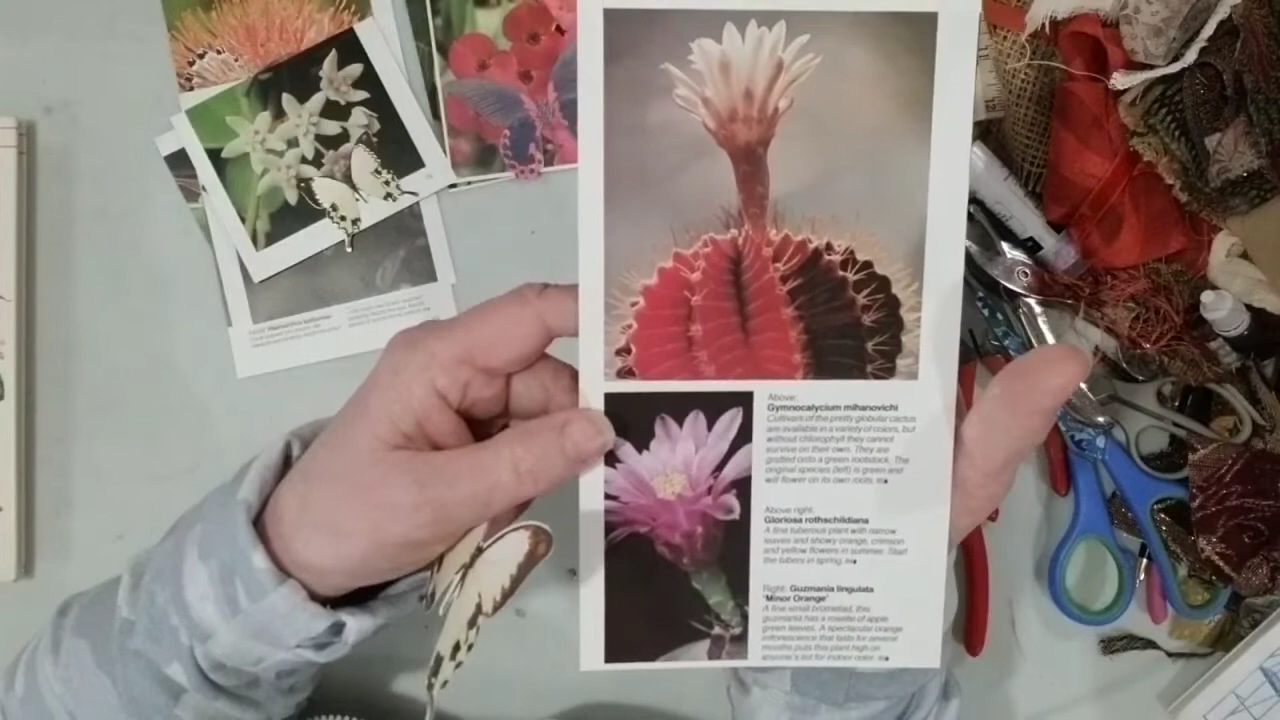 Above:
Gymnocalycium mihanovichi
Cultivars of the pretty globular cactus
are available in a variety of colors, but
without chlorophyll they cannot
survive on their own. They are
grafted onto a green rootstock. The
original species (left) is green and
will flower on its own roots.
Above right:
Gloriosa rothschildiana
A fine tuberous plant with narrow
leaves and showy orange, crimson
and yellow flowers in summer. Start
the tubers in spring.
Right: Guzmania lingulata
'Minor Orange'
A fine small bromeliad, this
guzmania has a rosette of apple
green leaves. A spectacular orange
inflorescence that lasts for several
months puts this plant high on
anyone's list for indoor color.